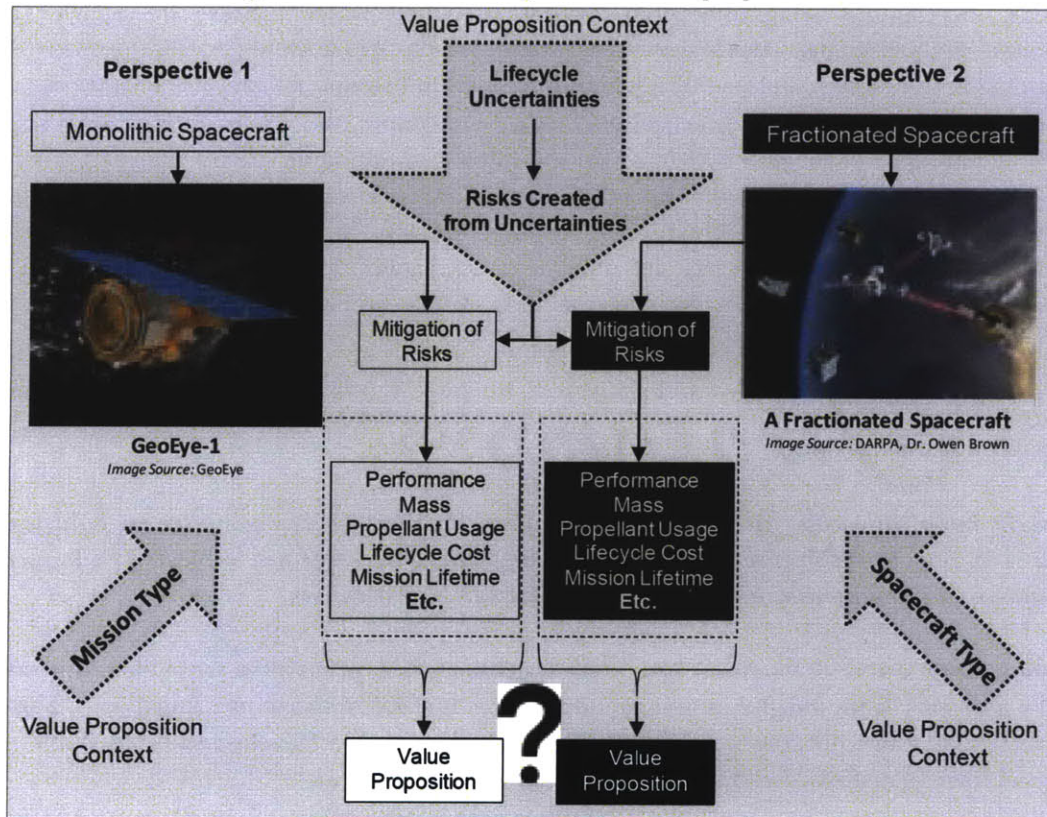 Value Proposition Context
Perspective 1
Lifecycle
Uncertainties
Perspective 2
Monolithic Spacecraft
Fractionated Spacecraft
Risks Created
from Uncertainties
Mitigation of
Risks
Mitigation of
Risks
GeoEye-1
Image Source: GeoEye
A Fractionated Spacecraft
Image Source: DARPA, Dr. Owen Brown
Performance
Mass
Propellant Usage
Lifecycle Cost
Mission Lifetime
Etc.
Performance
Mass
Propellant Usage
Lifecycle Cost
Mission Lifetime
Etc.
Mission Type
Spacecraft Type
Value Proposition
Context
Value Proposition
Context
?
Value
Proposition
Value
Proposition